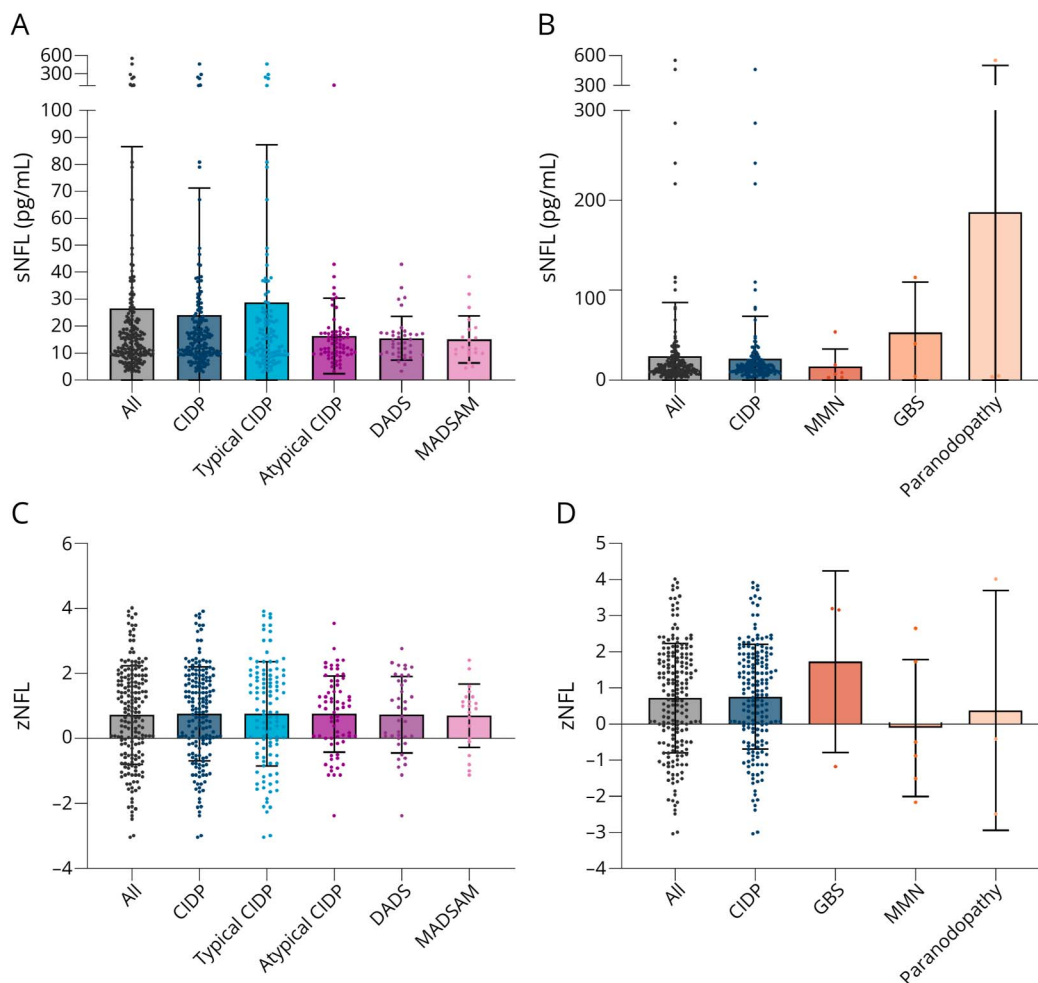 A
600
300
100
90
80
70
60
50
40
30
20
10
0
sNFL (pg/mL)
All
CIDP
Typical CIDP
Atypical CIDP
DADS
MADSAM
B
600
300
300
200
100
0
sNFL (pg/mL)
All
CIDP
MMN
GBS
Paranodopathy
C
6
4
2
0
–2
–4
zNFL
All
CIDP
Typical CIDP
Atypical CIDP
DADS
MADSAM
D
5
4
3
2
1
0
–1
–2
–3
–4
zNFL
All
CIDP
GBS
MMN
Paranodopathy